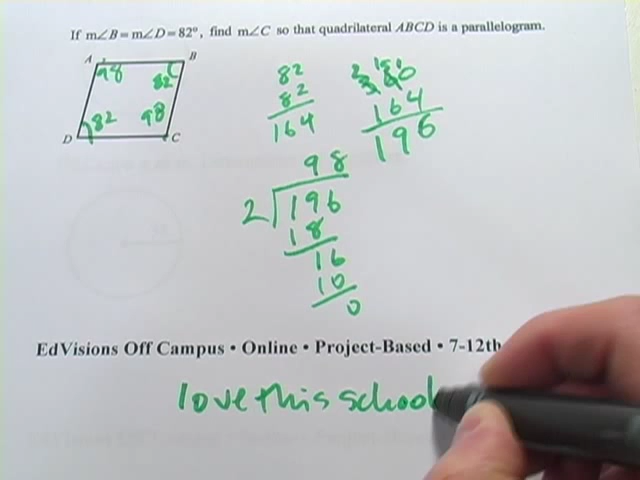 If m∠B = m∠D = 82°, find m∠C so that quadrilateral ABCD is a parallelogram.
A B
98 82
82 98
D C
82
82
164
360
164
196
98
2 196
18
16
10
0
EdVisions Off Campus • Online • Project-Based • 7-12th
love this school